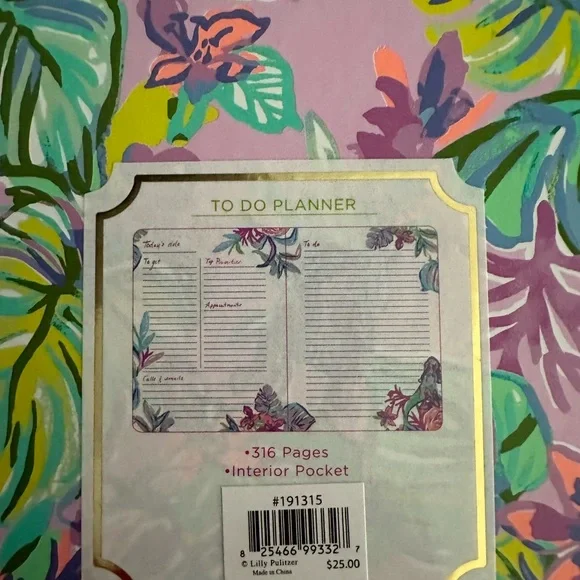 TO DO PLANNER
Today's date
To do
To get
Top Priorities
Appointments
Calls & emails
•316 Pages
•Interior Pocket
#191315
8 25466 99332 7
© Lilly Pulitzer
Made in China
$25.00